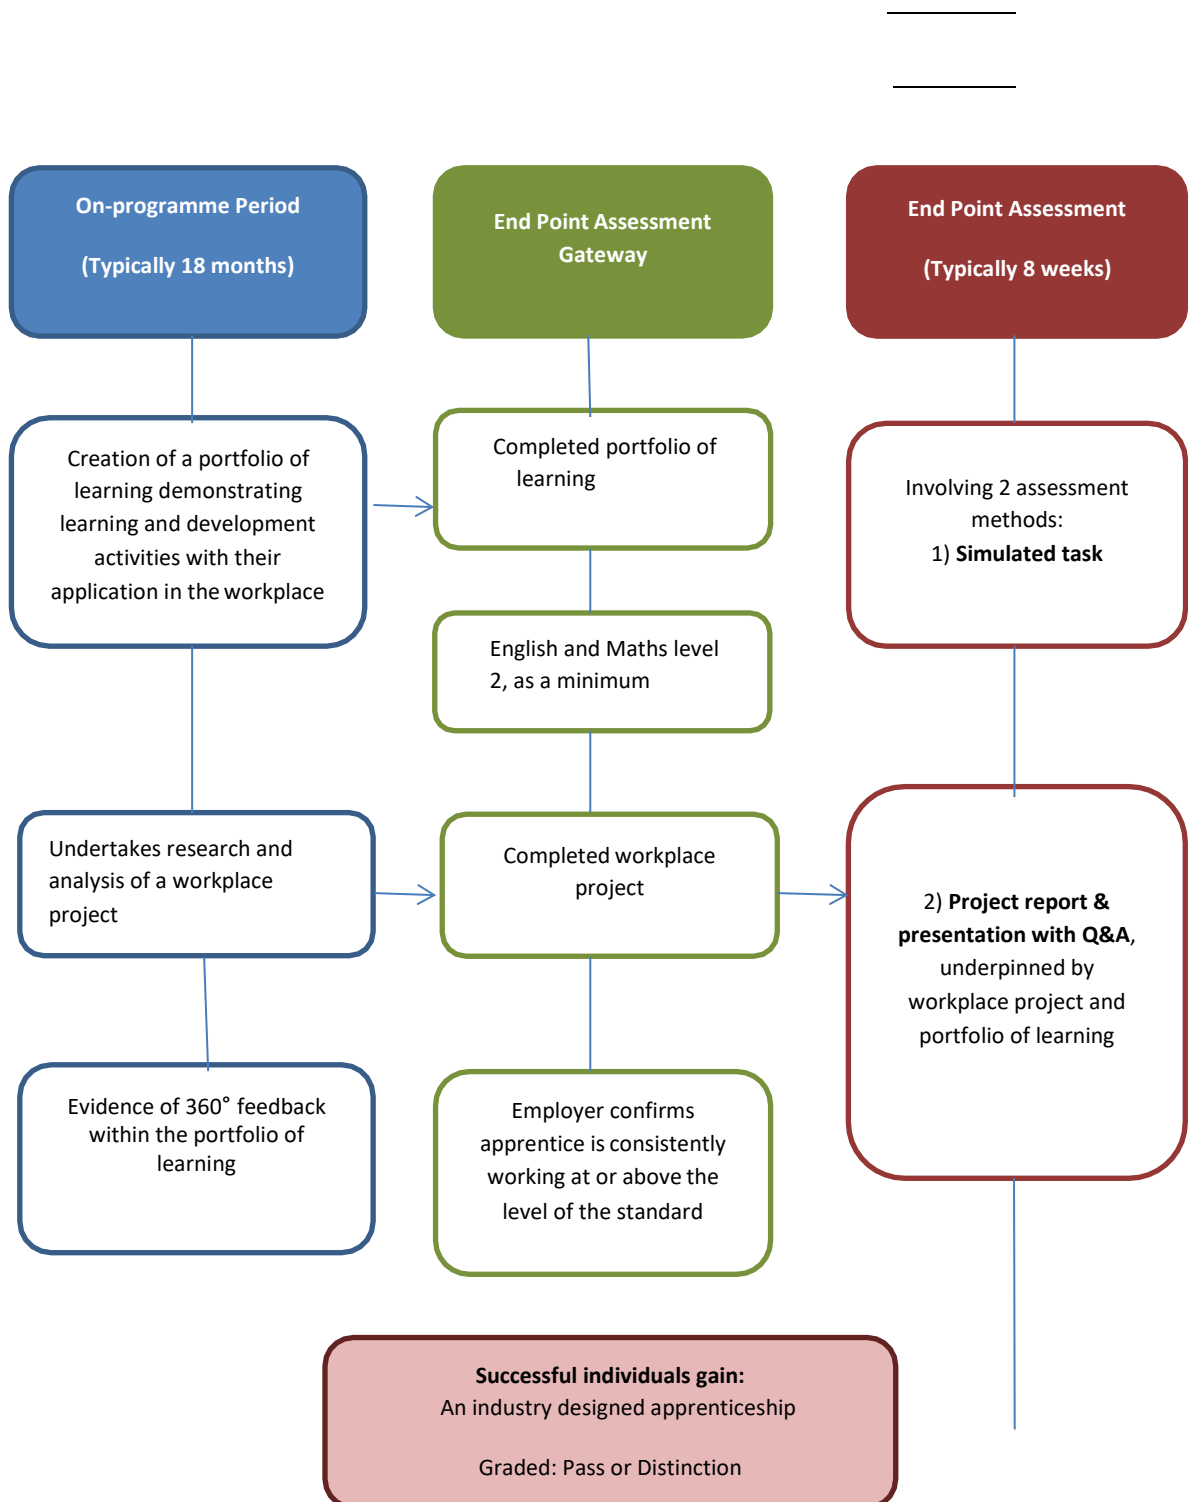 On-programme Period
(Typically 18 months)
End Point Assessment
Gateway
End Point Assessment
(Typically 8 weeks)
Creation of a portfolio of
learning demonstrating
learning and development
activities with their
application in the workplace
Completed portfolio of
learning
Involving 2 assessment
methods:
1) Simulated task
English and Maths level
2, as a minimum
Undertakes research and
analysis of a workplace
project
Completed workplace
project
2) Project report &
presentation with Q&A,
underpinned by
workplace project and
portfolio of learning
Evidence of 360° feedback
within the portfolio of
learning
Employer confirms
apprentice is consistently
working at or above the
level of the standard
Successful individuals gain:
An industry designed apprenticeship
Graded: Pass or Distinction